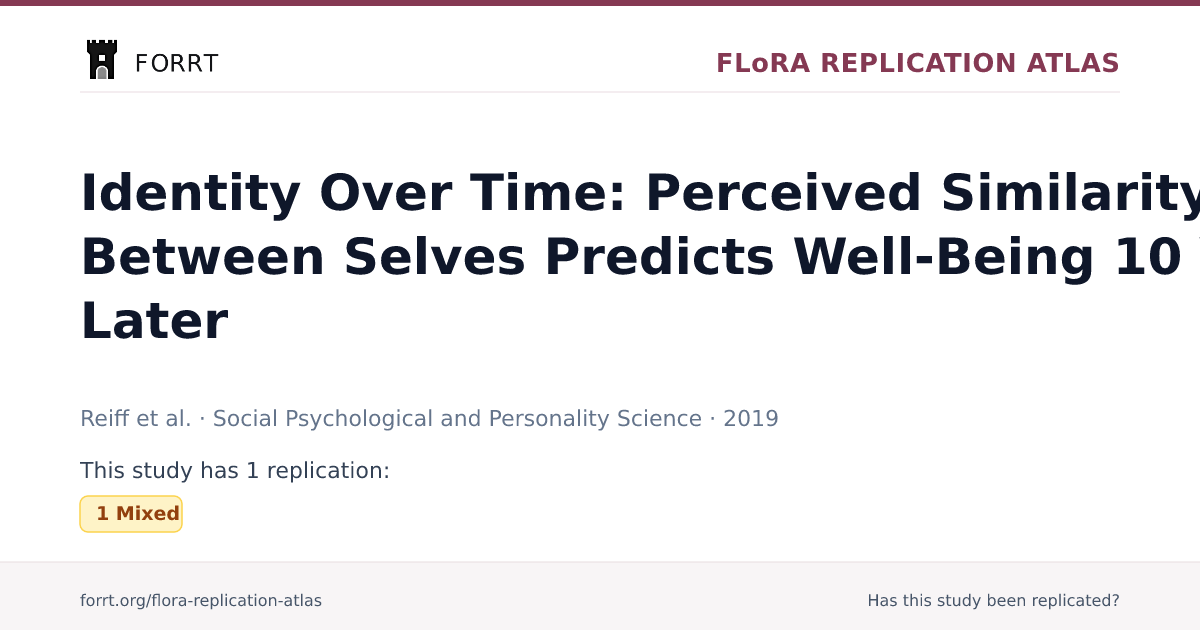 FORRT
FLoRA REPLICATION ATLAS
Identity Over Time: Perceived Similarity
Between Selves Predicts Well-Being 10
Later
Reiff et al. · Social Psychological and Personality Science · 2019
This study has 1 replication:
1 Mixed
forrt.org/flora-replication-atlas
Has this study been replicated?